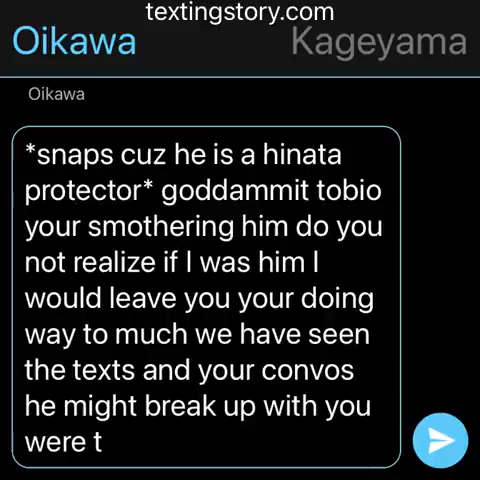 textingstory.com
Oikawa Kageyama
Oikawa
*snaps cuz he is a hinata
protector* goddammit tobio
your smothering him do you
not realize if I was him I
would leave you your doing
way to much we have seen
the texts and your convos
he might break up with you
were t